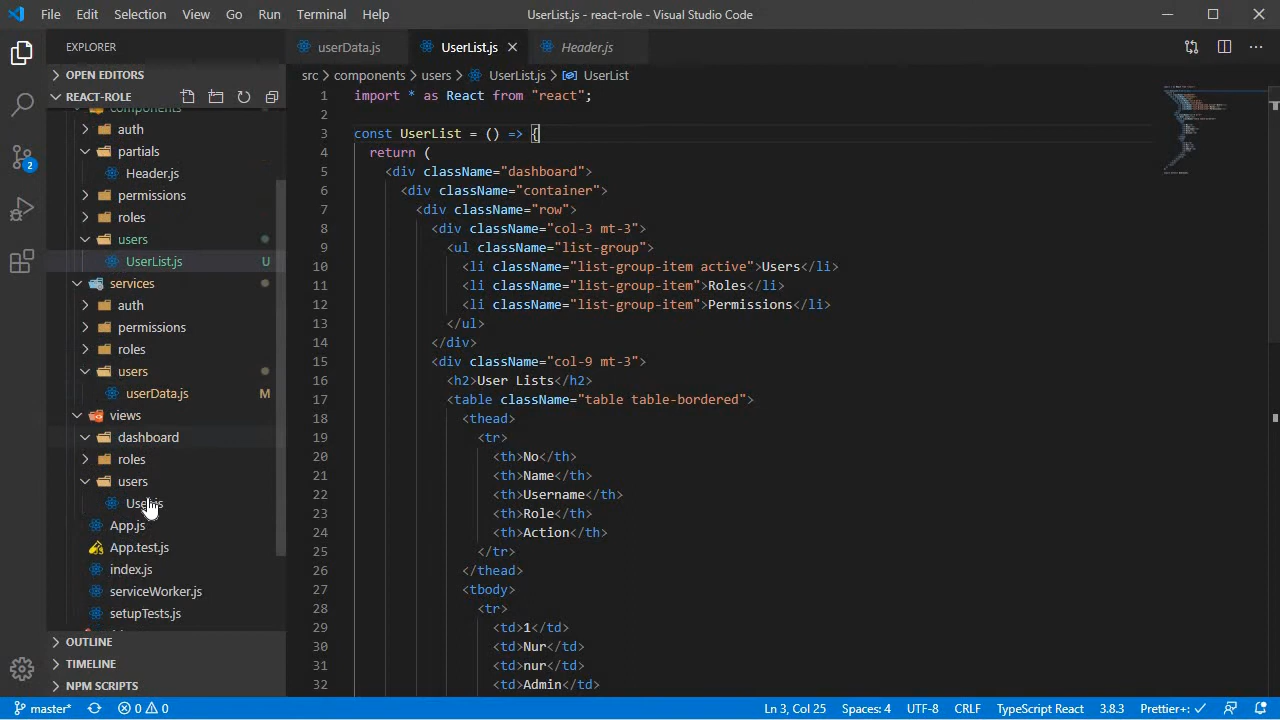 File Edit Selection View Go Run Terminal Help UserList.js - react-role - Visual Studio Code
EXPLORER
userData.js UserList.js Header.js
OPEN EDITORS
src > components > users > UserList.js > UserList
REACT-ROLE
components
auth
partials
Header.js
permissions
roles
users
UserList.js U
services
auth
permissions
roles
users
userData.js M
views
dashboard
roles
users
App.js
App.test.js
index.js
serviceWorker.js
setupTests.js
OUTLINE
TIMELINE
NPM SCRIPTS
2
1 import * as React from "react";
2
3 const UserList = () => {
4 return (
5 <div className="dashboard">
6 <div className="container">
7 <div className="row">
8 <div className="col-3 mt-3">
9 <ul className="list-group">
10 <li className="list-group-item active">Users</li>
11 <li className="list-group-item">Roles</li>
12 <li className="list-group-item">Permissions</li>
13 </ul>
14 </div>
15 <div className="col-9 mt-3">
16 <h2>User Lists</h2>
17 <table className="table table-bordered">
18 <thead>
19 <tr>
20 <th>No</th>
21 <th>Name</th>
22 <th>Username</th>
23 <th>Role</th>
24 <th>Action</th>
25 </tr>
26 </thead>
27 <tbody>
28 <tr>
29 <td>1</td>
30 <td>Nur</td>
31 <td>nur</td>
32 <td>Admin</td>
master* 0 0 Ln 3, Col 25 Spaces: 4 UTF-8 CRLF TypeScript React 3.8.3 Prettier+: